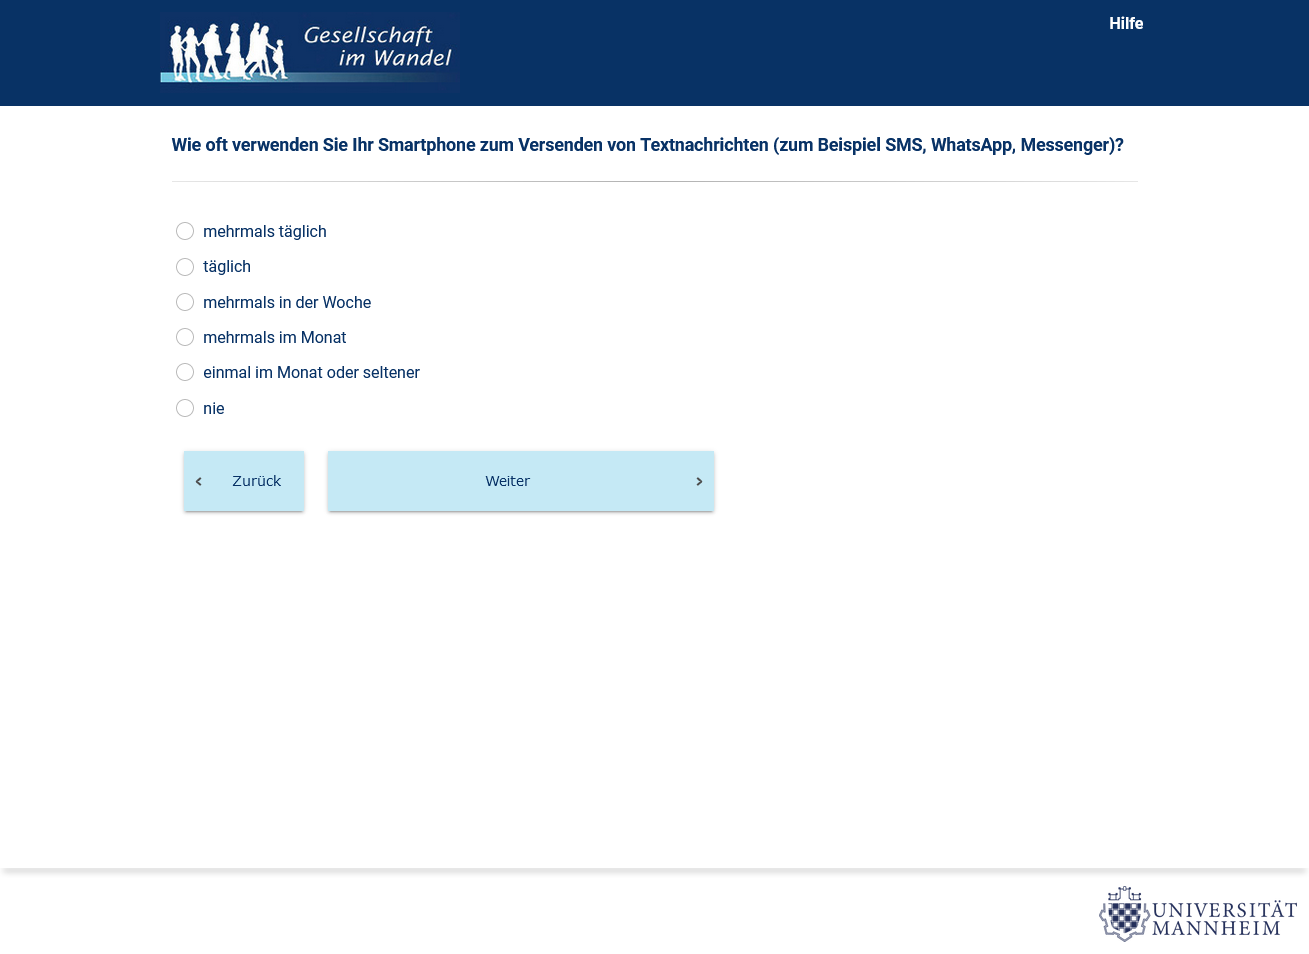 Gesellschaft
im Wandel
Hilfe
Wie oft verwenden Sie Ihr Smartphone zum Versenden von Textnachrichten (zum Beispiel SMS, WhatsApp, Messenger)?
mehrmals täglich
täglich
mehrmals in der Woche
mehrmals im Monat
einmal im Monat oder seltener
nie
Zurück
Weiter
UNIVERSITÄT
MANNHEIM